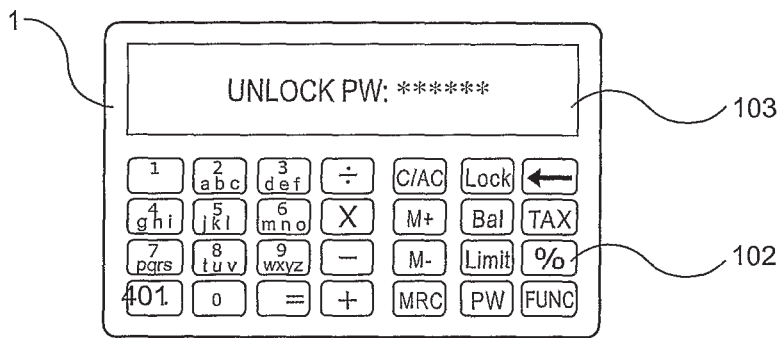 1
UNLOCK PW: ******
103
1 2 3 ÷ C/AC Lock ←
abc def
4 5 6 X M+ Bal TAX
ghi jkl mno
7 8 9 − M- Limit %
pqrs tuv wxyz
102
401. 0 = + MRC PW FUNC